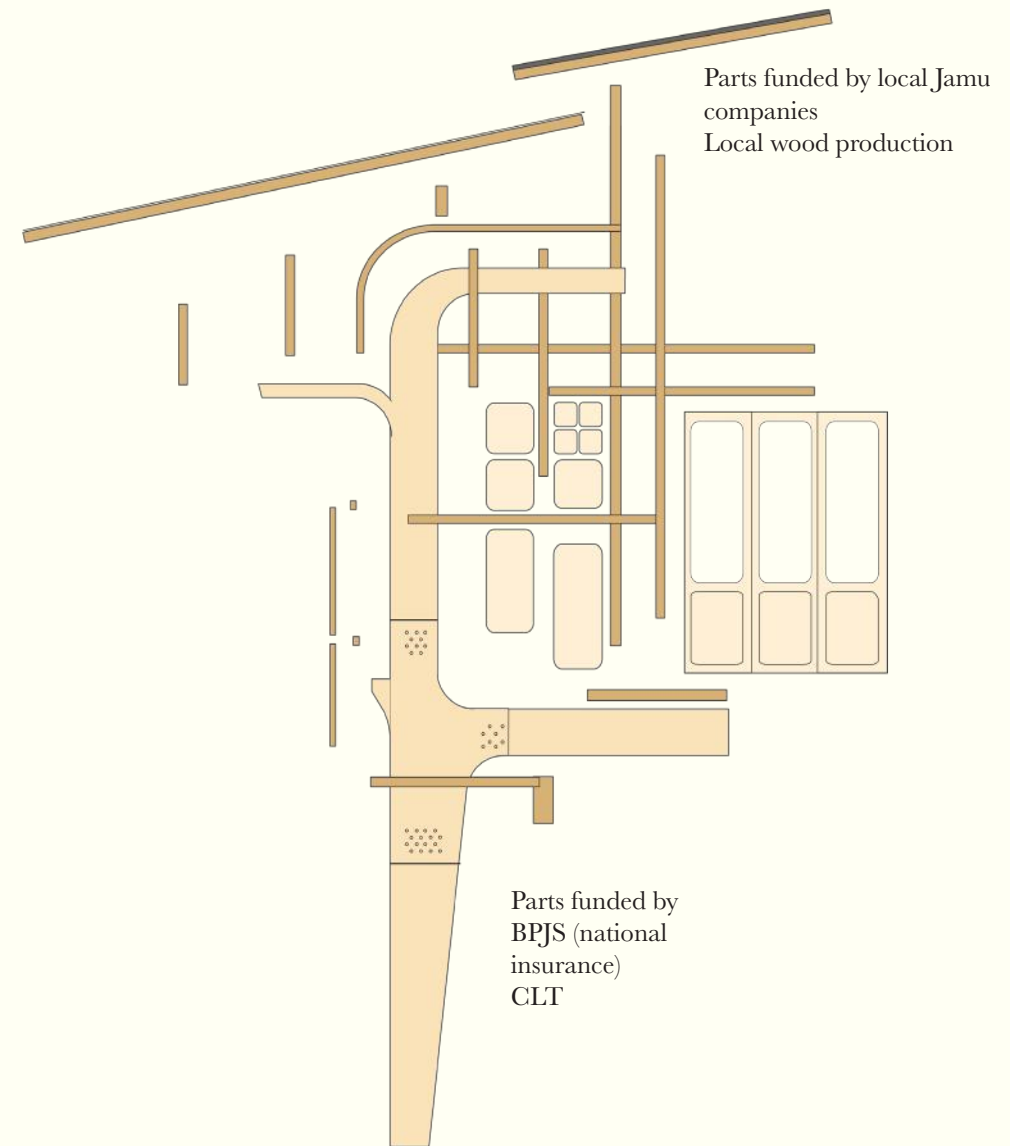 Parts funded by local Jamu
companies
Local wood production
Parts funded by
BPJS (national
insurance)
CLT